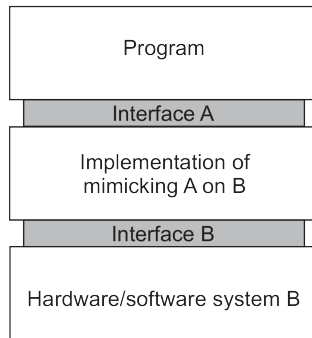 Program
Interface A
Implementation of
mimicking A on B
Interface B
Hardware/software system B